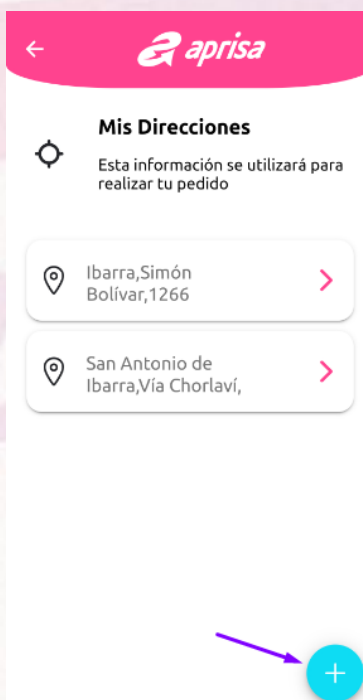 aprisa
Mis Direcciones
Esta información se utilizará para
realizar tu pedido
Ibarra,Simón
Bolívar,1266
San Antonio de
Ibarra,Vía Chorlaví,